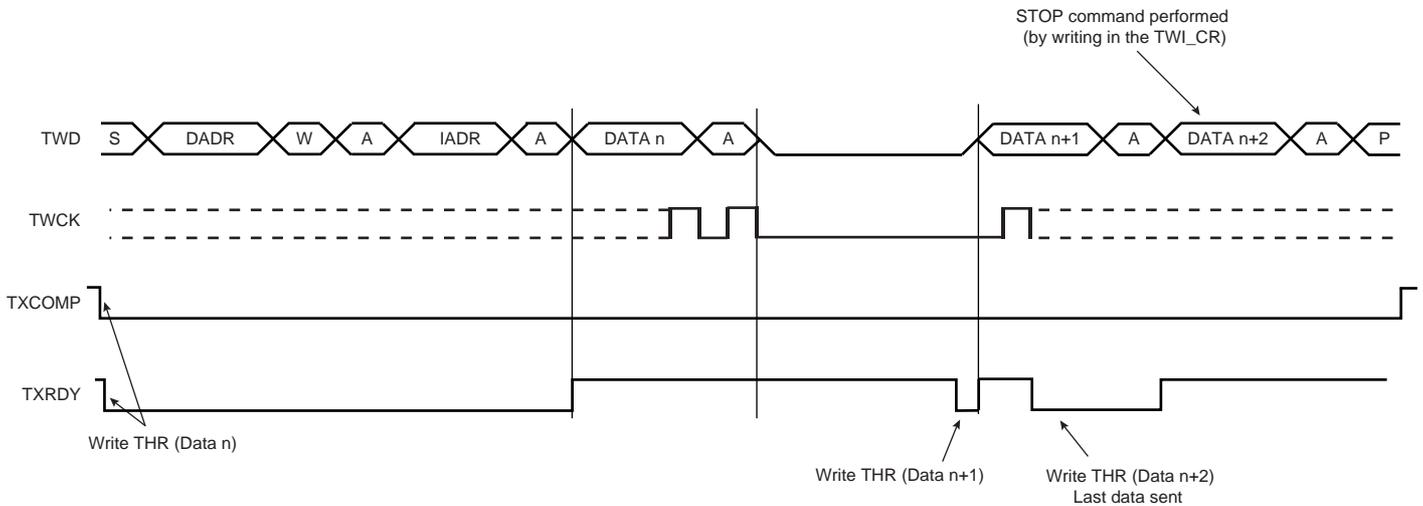 STOP command performed
(by writing in the TWI_CR)
TWD S DADR W A IADR A DATA n A DATA n+1 A DATA n+2 A P
TWCK
TXCOMP
TXRDY
Write THR (Data n)
Write THR (Data n+1) Write THR (Data n+2)
Last data sent